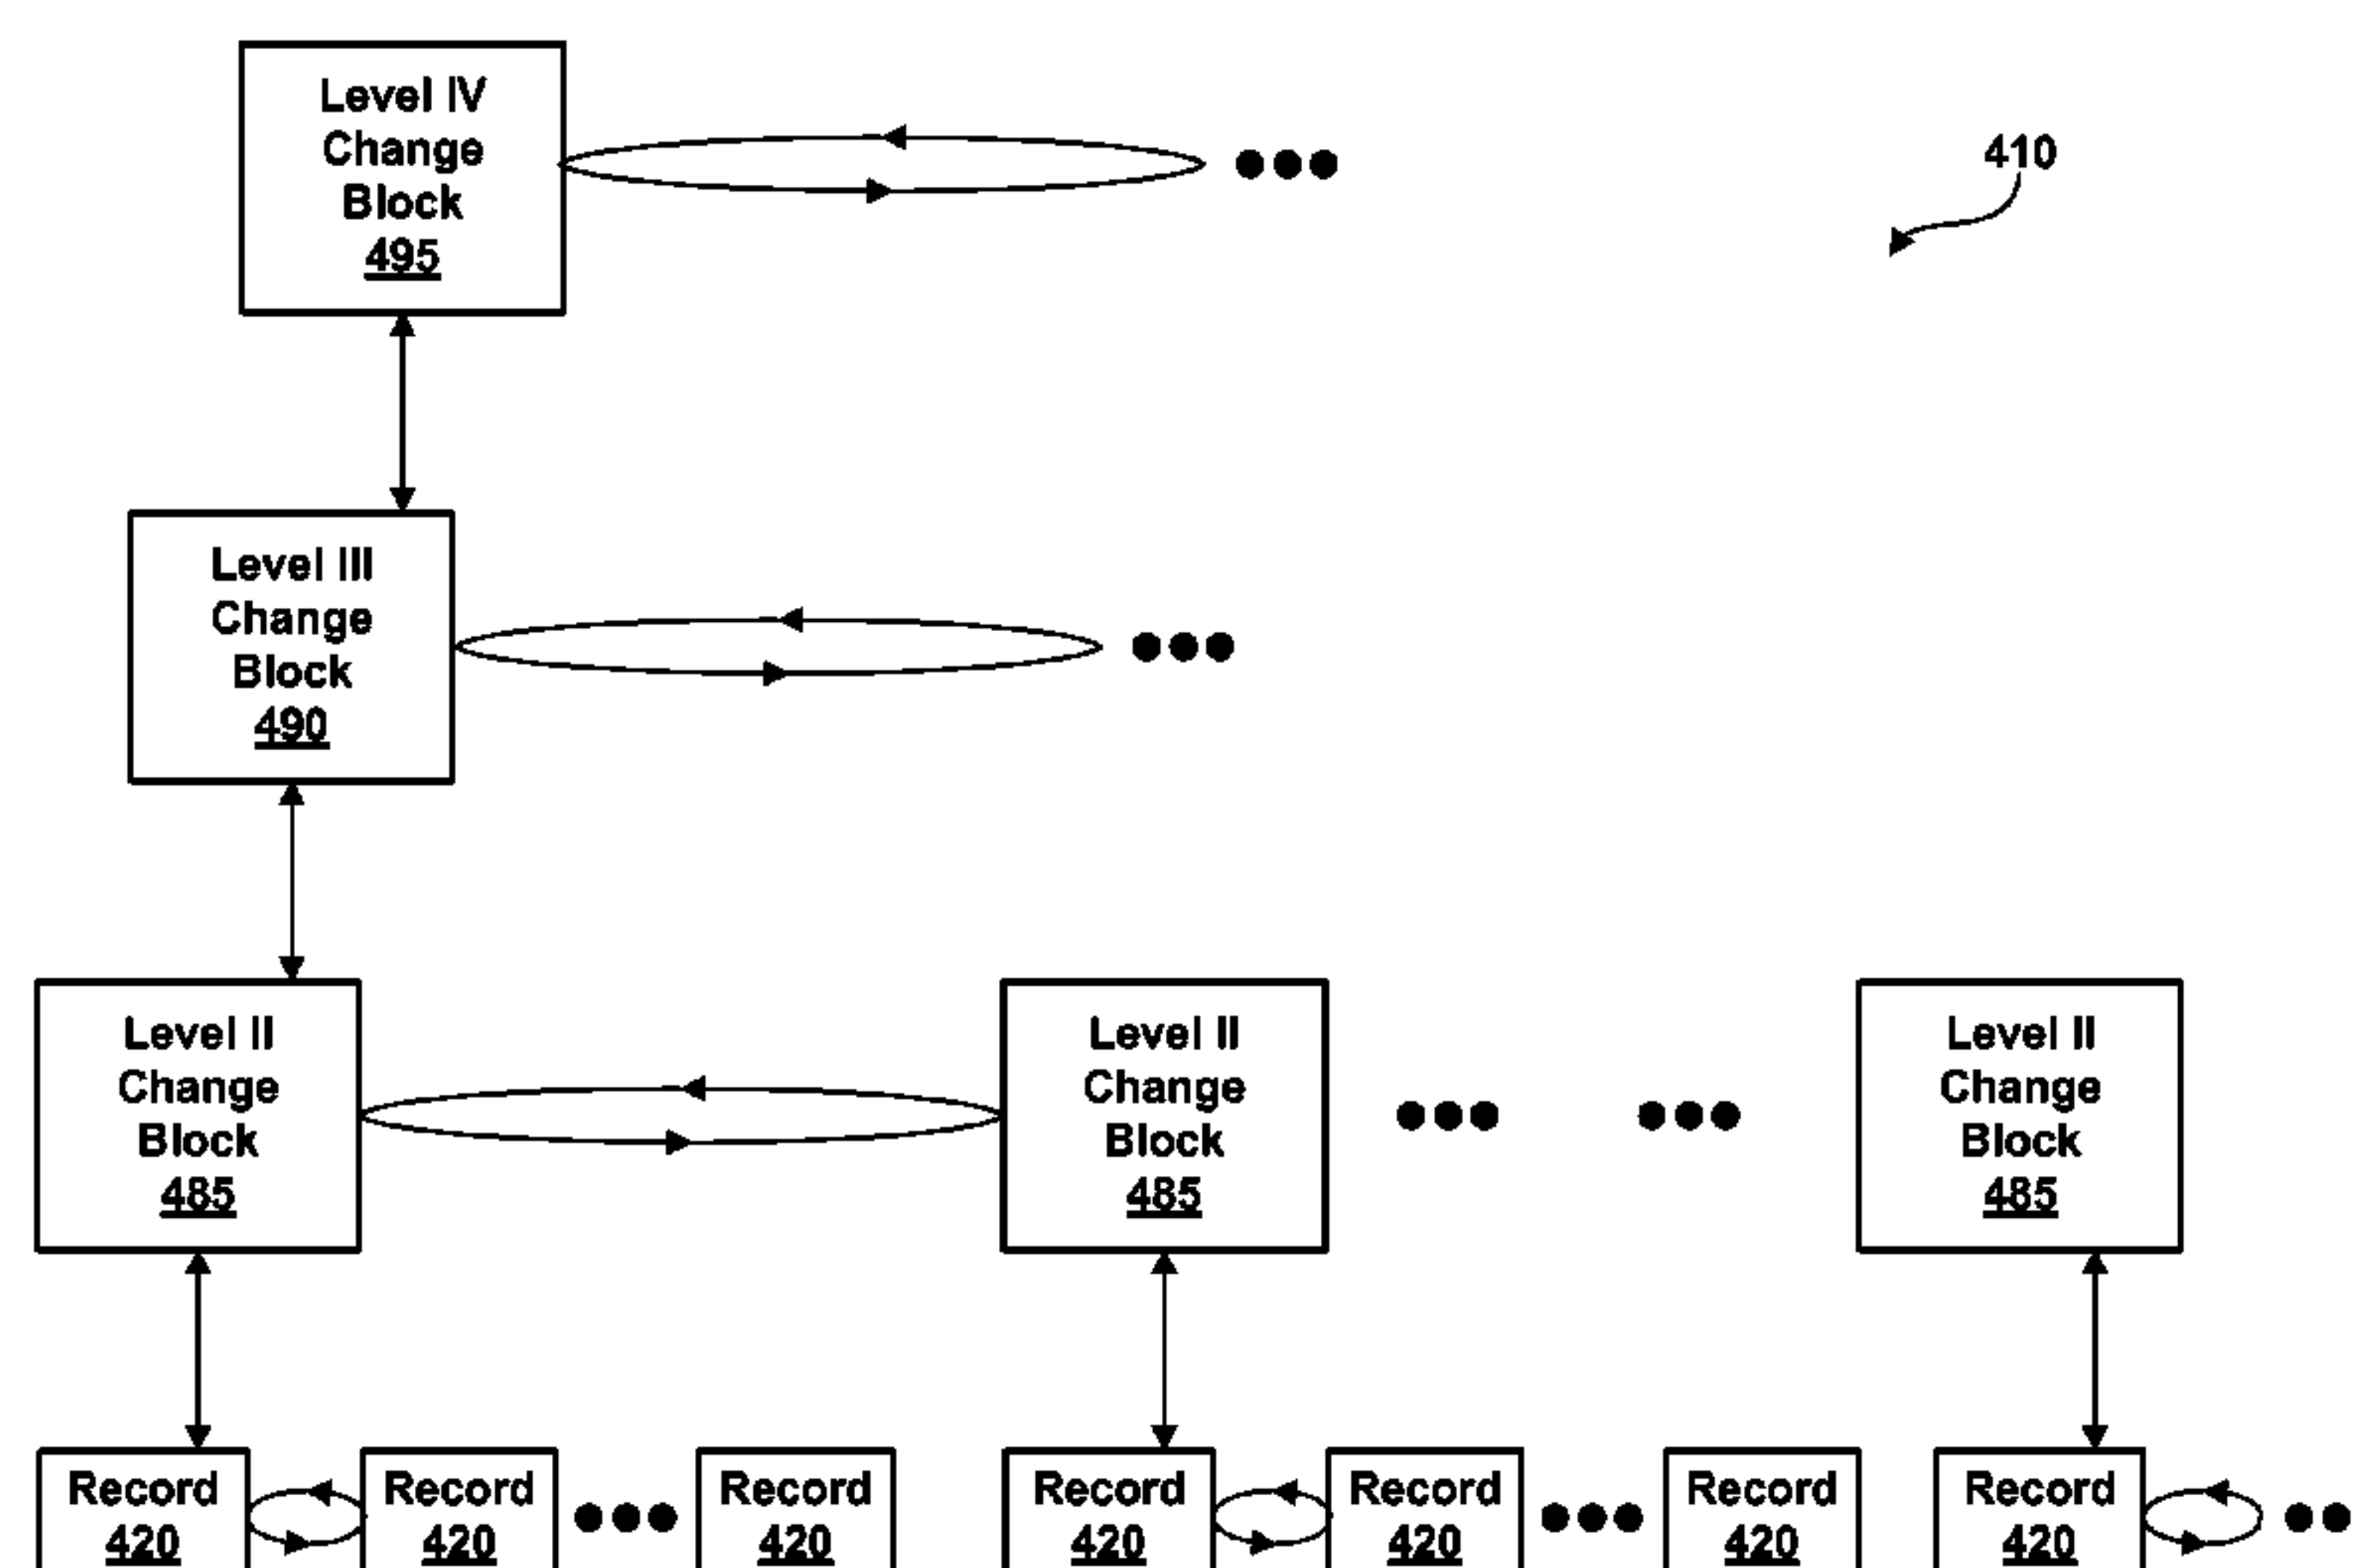 Level IV
Change
Block
495
410
Level III
Change
Block
490
Level II
Change
Block
485
Level II
Change
Block
485
Level II
Change
Block
485
Record
420
Record
420
Record
420
Record
420
Record
420
Record
420
Record
420